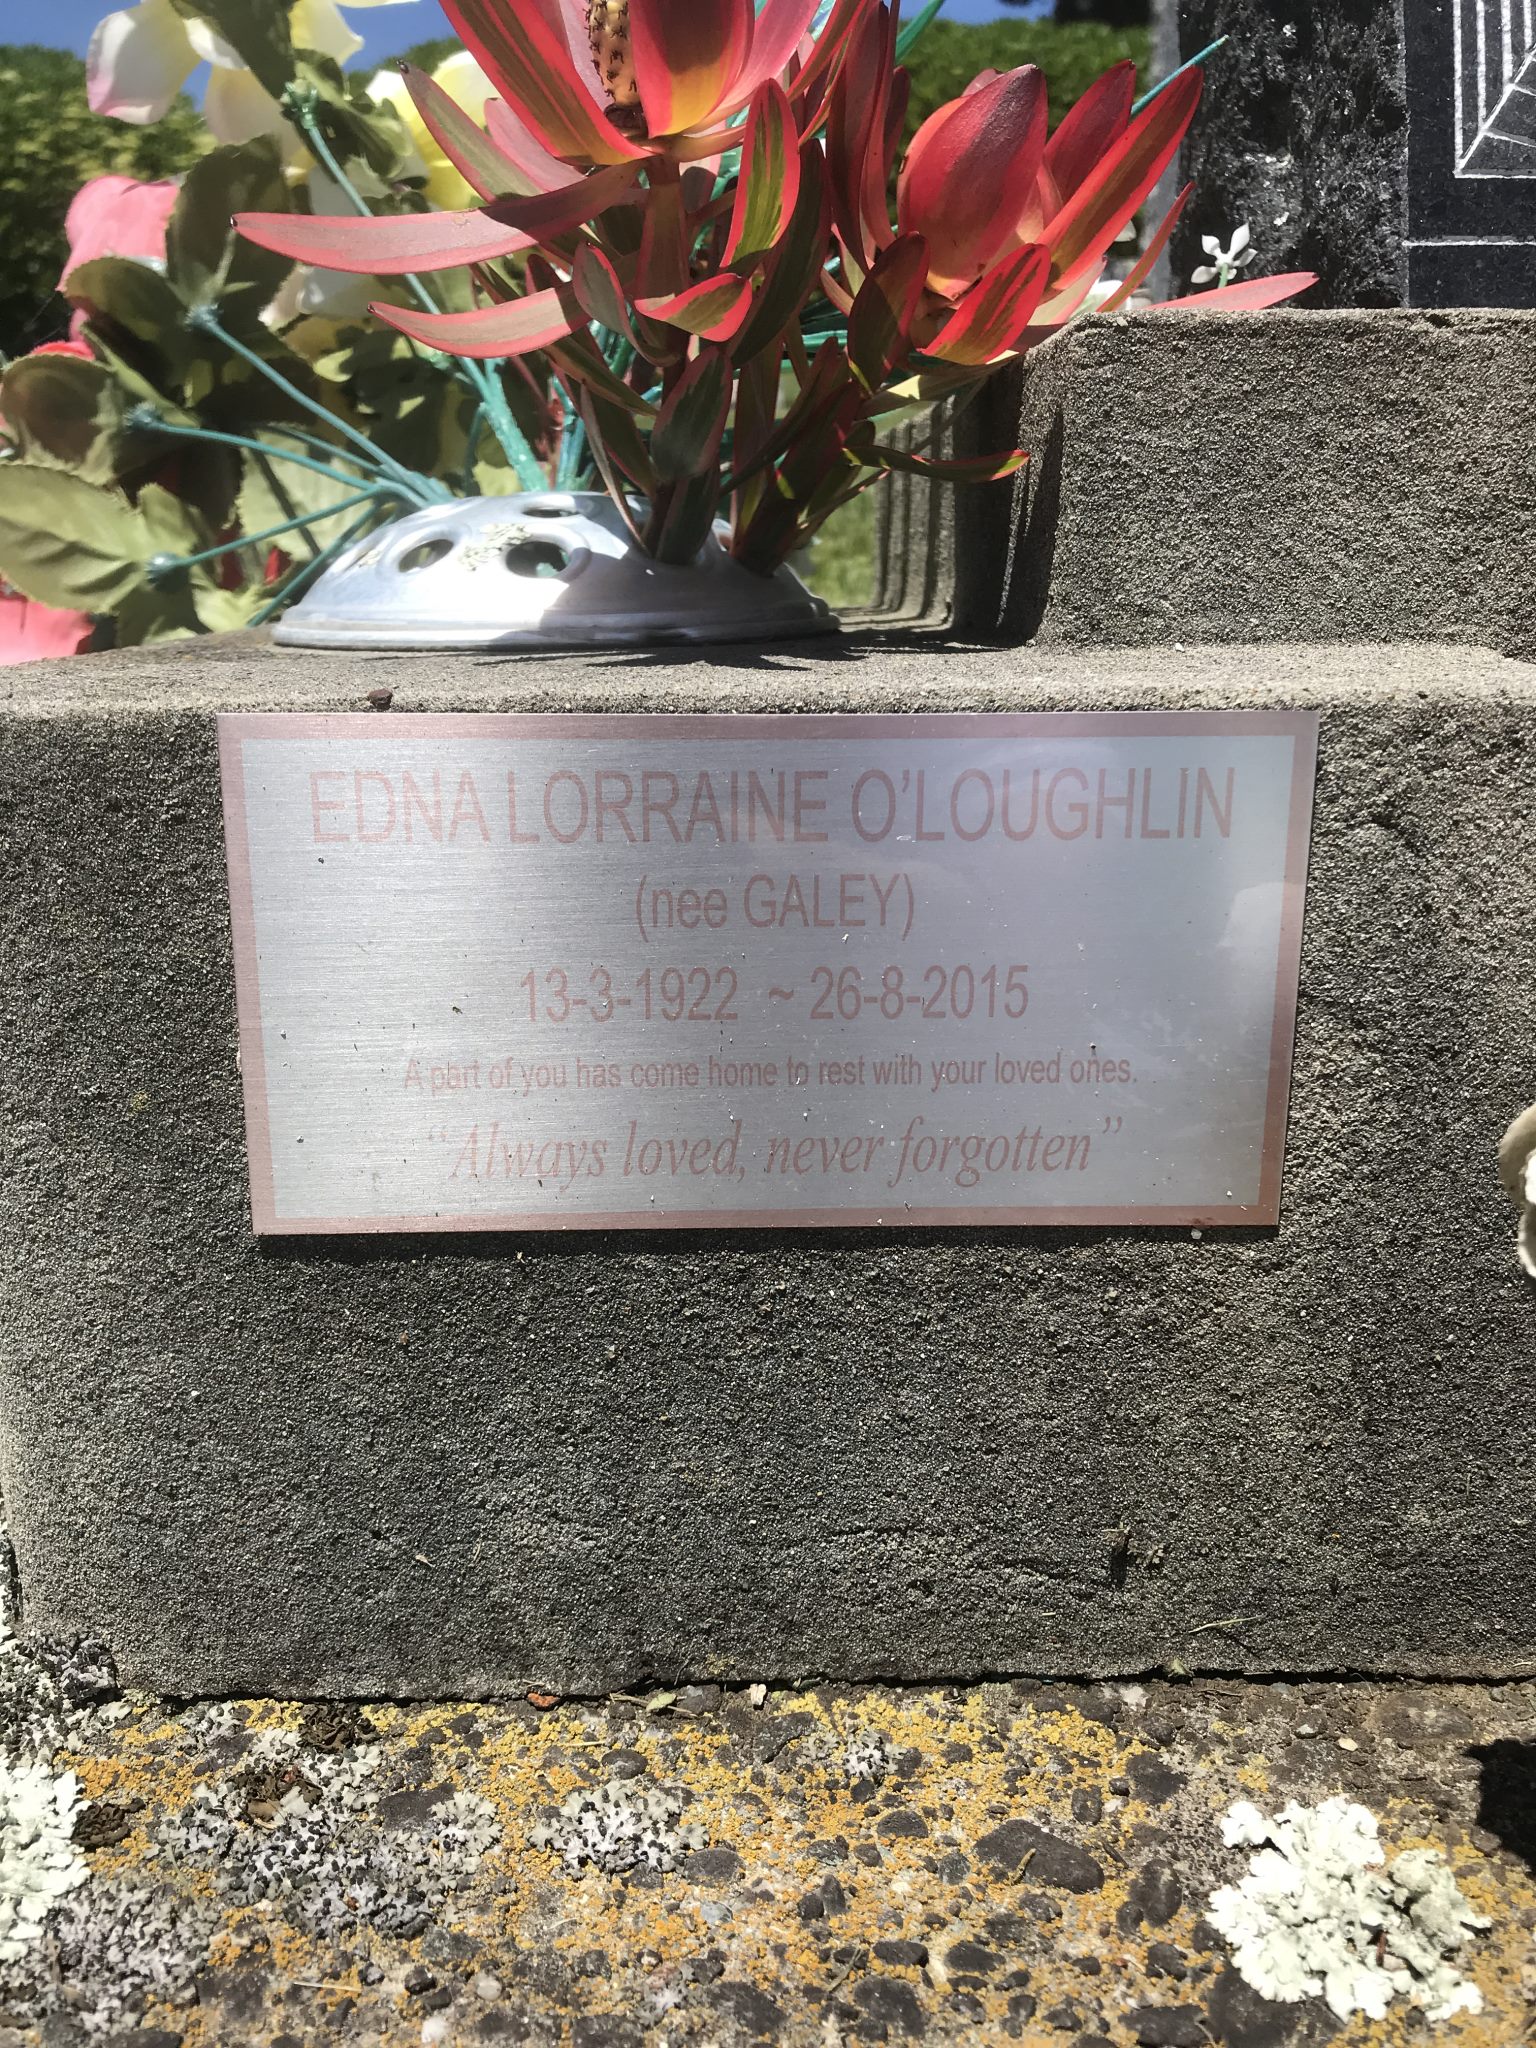 EDNA LORRAINE O'LOUGHLIN
(nee GALEY)
13-3-1922 ~ 26-8-2015
A part of you has come home to rest with your loved ones.
"Always loved, never forgotten"